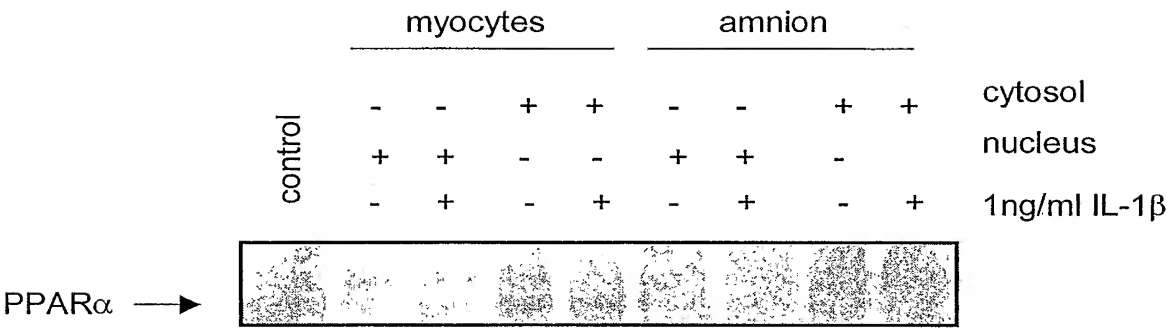 myocytes amnion
control
- - + + - - + + cytosol
+ + - - + + - nucleus
- + - + - + - + 1ng/ml IL-1β
PPARα